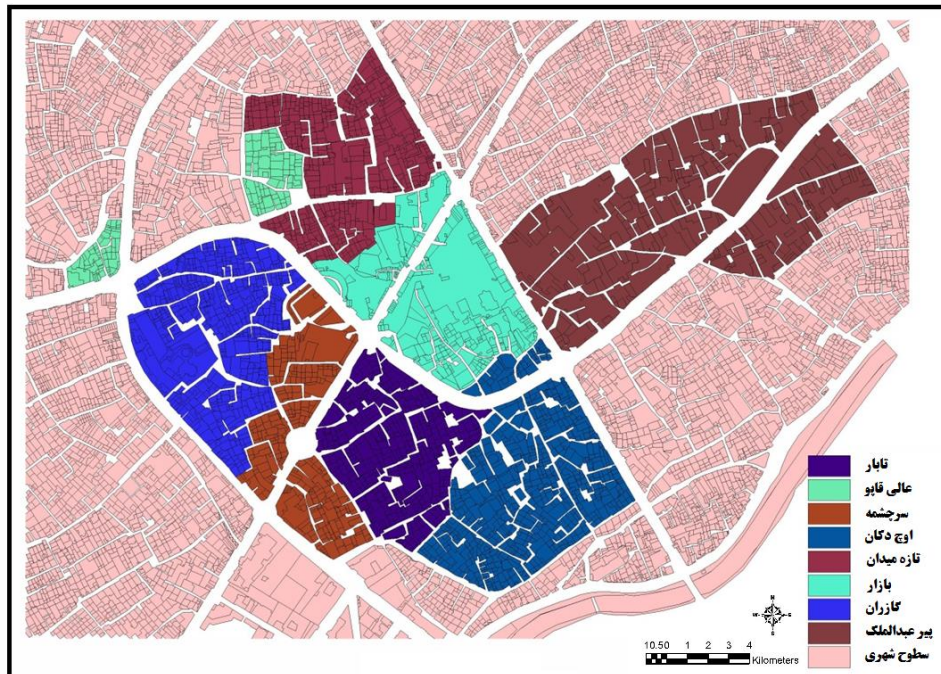 تابار
عالی قاپو
سرچشمه
اوچ دکان
تازه میدان
بازار
گازران
پیر عبدالملک
سطوح شهری
10.50 1 2 3 4
Kilometers